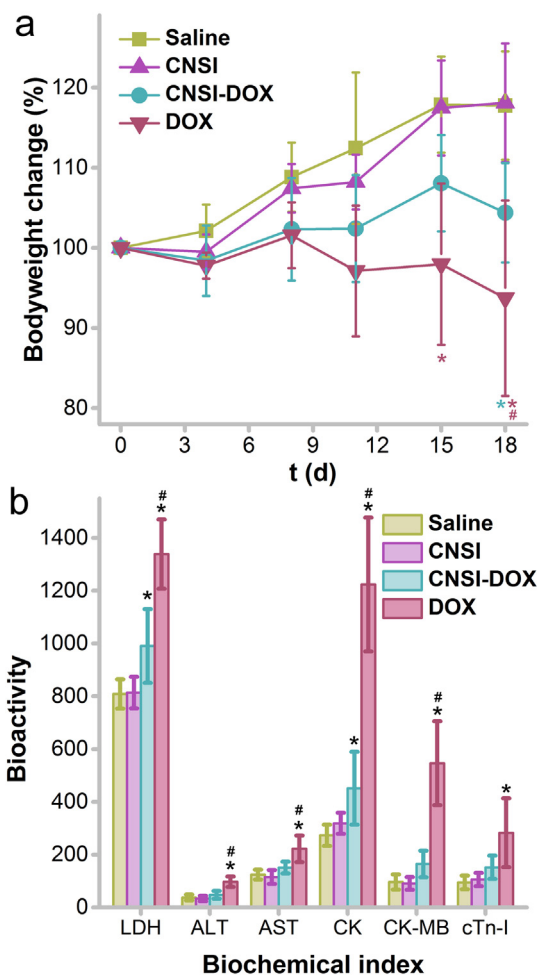 a
Saline
CNSI
CNSI-DOX
DOX
Bodyweight change (%)
120
110
100
90
80
*
* *
#
0 3 6 9 12 15 18
t (d)
b
Saline
CNSI
CNSI-DOX
DOX
Bioactivity
1400
1200
1000
800
600
400
200
0
#
*
*
#
*
#
*
*
#
*
#
*
*
LDH ALT AST CK CK-MB cTn-I
Biochemical index